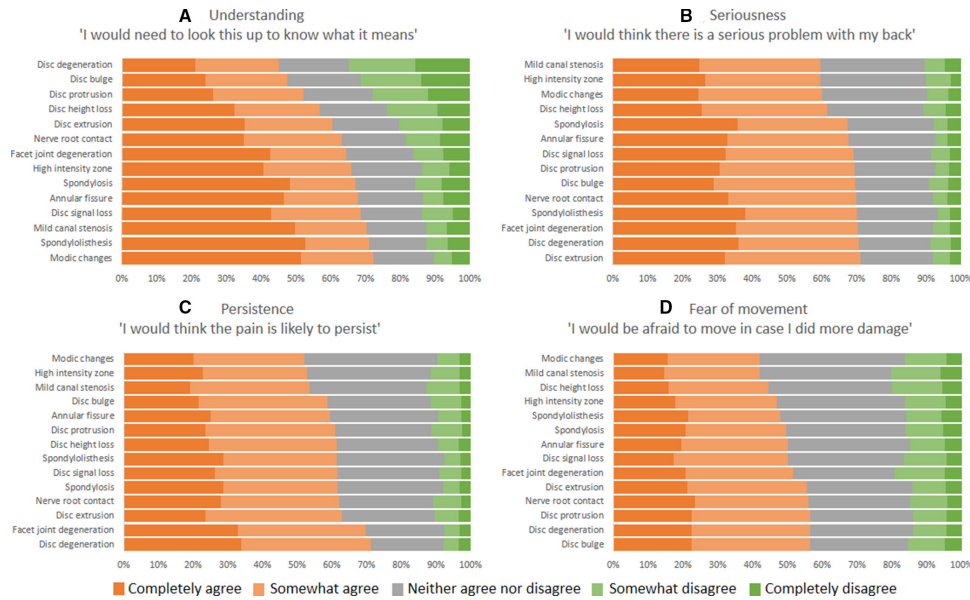 A Understanding
'I would need to look this up to know what it means'
Disc degeneration
Disc bulge
Disc protrusion
Disc height loss
Disc extrusion
Nerve root contact
Facet joint degeneration
High intensity zone
Spondylosis
Annular fissure
Disc signal loss
Mild canal stenosis
Spondylolisthesis
Modic changes
0% 10% 20% 30% 40% 50% 60% 70% 80% 90% 100%
B Seriousness
'I would think there is a serious problem with my back'
Mild canal stenosis
High intensity zone
Modic changes
Disc height loss
Spondylosis
Annular fissure
Disc signal loss
Disc protrusion
Disc bulge
Nerve root contact
Spondylolisthesis
Facet joint degeneration
Disc degeneration
Disc extrusion
0% 10% 20% 30% 40% 50% 60% 70% 80% 90% 100%
C Persistence
'I would think the pain is likely to persist'
Modic changes
High intensity zone
Mild canal stenosis
Disc bulge
Annular fissure
Disc protrusion
Disc height loss
Spondylolisthesis
Disc signal loss
Spondylosis
Nerve root contact
Disc extrusion
Facet joint degeneration
Disc degeneration
0% 10% 20% 30% 40% 50% 60% 70% 80% 90% 100%
D Fear of movement
'I would be afraid to move in case I did more damage'
Modic changes
Mild canal stenosis
Disc height loss
High intensity zone
Spondylolisthesis
Spondylosis
Annular fissure
Disc signal loss
Facet joint degeneration
Disc extrusion
Nerve root contact
Disc protrusion
Disc degeneration
Disc bulge
0% 10% 20% 30% 40% 50% 60% 70% 80% 90% 100%
Completely agree Somewhat agree Neither agree nor disagree Somewhat disagree Completely disagree